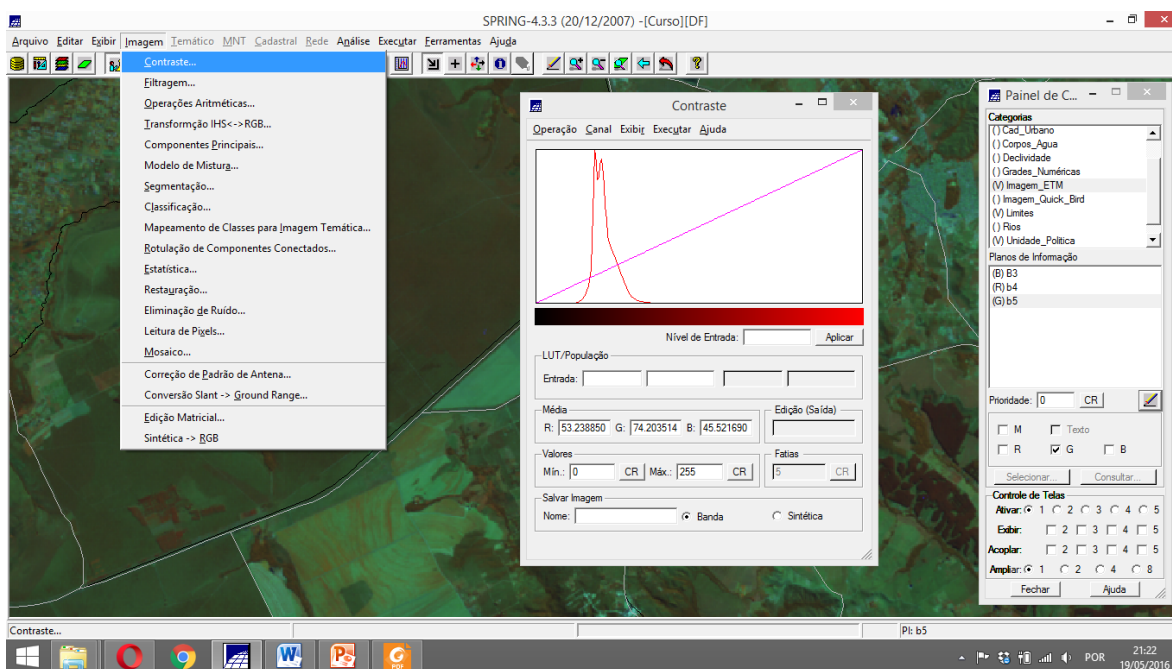 SPRING-4.3.3 (20/12/2007) -[Curso][DF]
Arquivo Editar Exibir Imagem Temático MNT Cadastral Rede Análise Executar Ferramentas Ajuda
Contraste...
Filtragem...
Operações Aritméticas...
Transformção IHS<->RGB...
Componentes Principais...
Modelo de Mistura...
Segmentação...
Classificação...
Mapeamento de Classes para Imagem Temática...
Rotulação de Componentes Conectados...
Estatística...
Restauração...
Eliminação de Ruído...
Leitura de Pixels...
Mosaico...
Correção de Padrão de Antena...
Conversão Slant -> Ground Range...
Edição Matricial...
Sintética -> RGB
Contraste
Operação Canal Exibir Executar Ajuda
Nível de Entrada: Aplicar
LUT/População
Entrada:
Média
R: 53.238850 G: 74.203514 B: 45.521690
Edição (Saída)
Valores
Mín.: 0 CR Máx.: 255 CR
Fatias
5 CR
Salvar Imagem
Nome: Banda Sintética
Painel de C...
Categorias
() Cad_Urbano
() Corpos_Agua
() Declividade
() Grades_Numéricas
(V) Imagem_ETM
() Imagem_Quick_Bird
(V) Limites
() Rios
(V) Unidade_Politica
Planos de Informação
(B) B3
(R) b4
(G) b5
Prioridade: 0 CR
M Texto
R G B
Selecionar... Consultar...
Controle de Telas
Ativar: 1 2 3 4 5
Exibir: 2 3 4 5
Acoplar: 2 3 4 5
Ampliar: 1 2 4 8
Fechar Ajuda
Contraste...
PI: b5
POR
21:22
19/05/2016